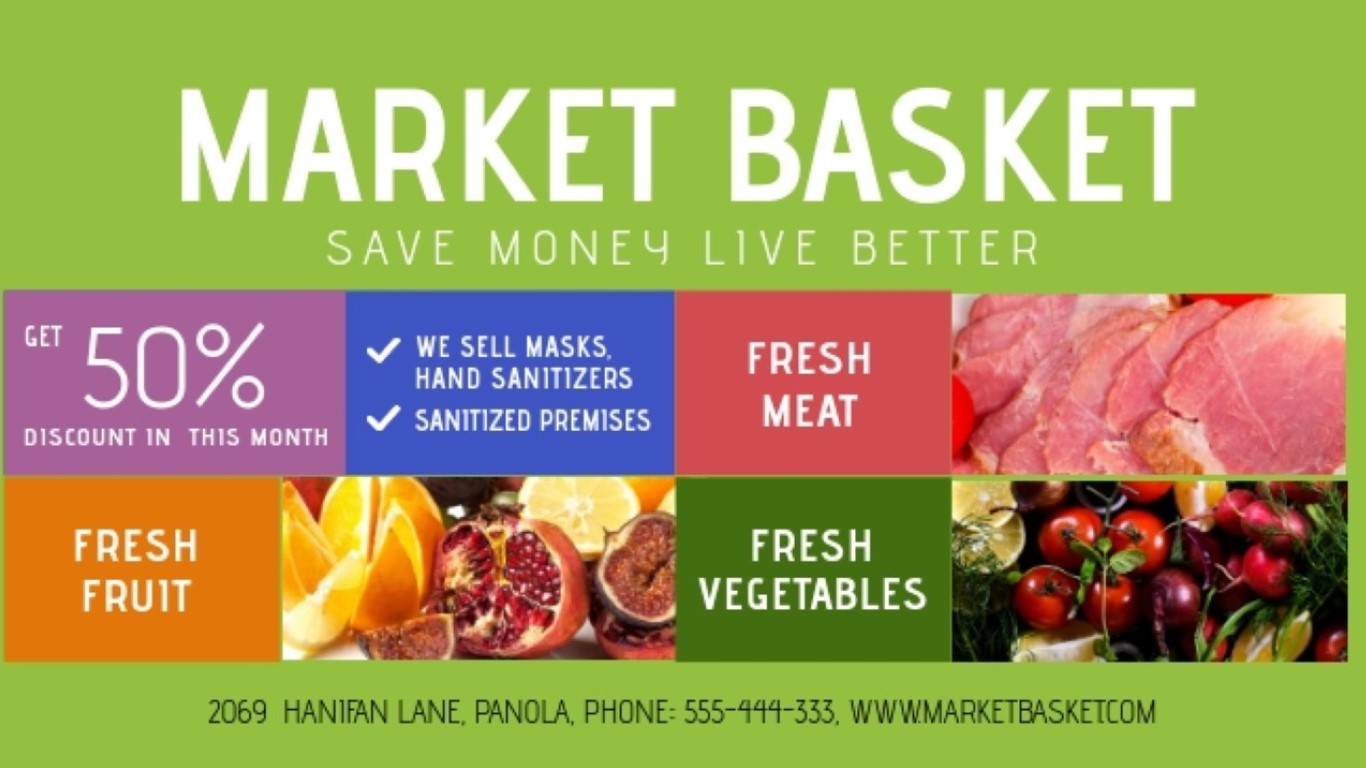 MARKET BASKET
SAVE MONEY LIVE BETTER
GET
50%
DISCOUNT IN THIS MONTH
WE SELL MASKS,
HAND SANITIZERS
SANITIZED PREMISES
FRESH
MEAT
FRESH
FRUIT
FRESH
VEGETABLES
2069 HANIFAN LANE, PANOLA, PHONE: 555-444-333, WWW.MARKETBASKET.COM